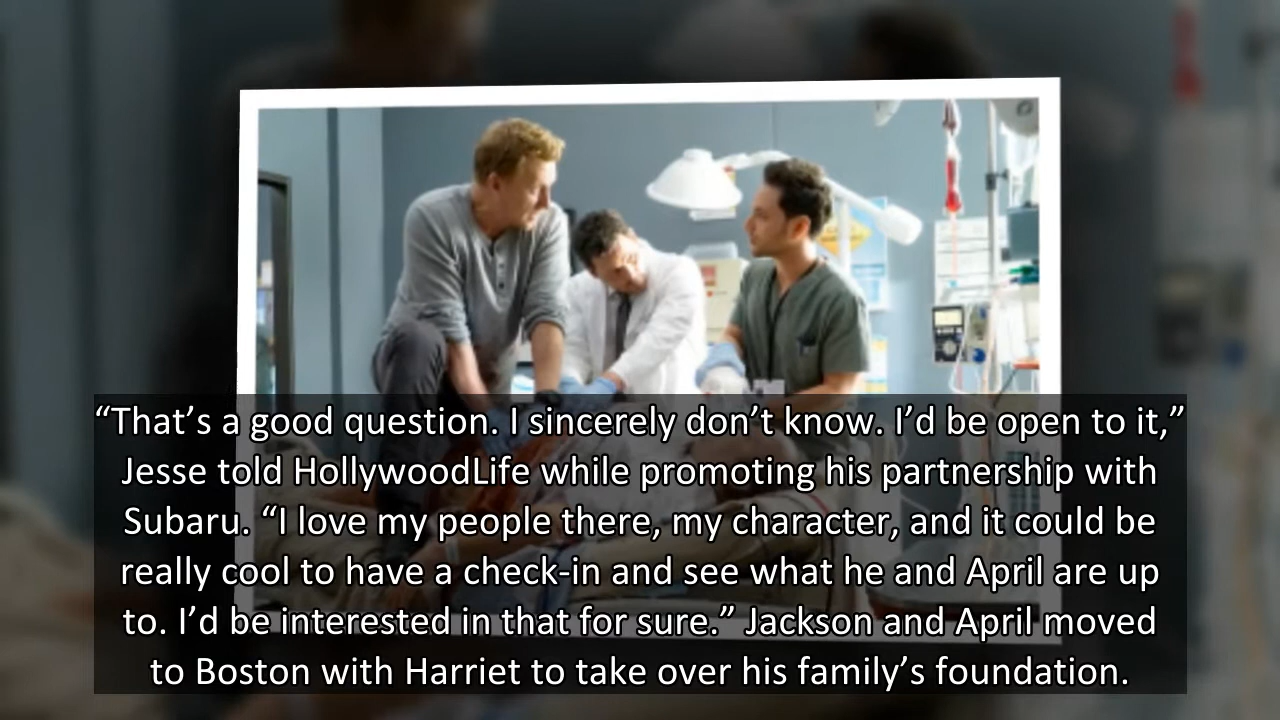 “That’s a good question. I sincerely don’t know. I’d be open to it,”
Jesse told HollywoodLife while promoting his partnership with
Subaru. “I love my people there, my character, and it could be
really cool to have a check-in and see what he and April are up
to. I’d be interested in that for sure.” Jackson and April moved
to Boston with Harriet to take over his family’s foundation.